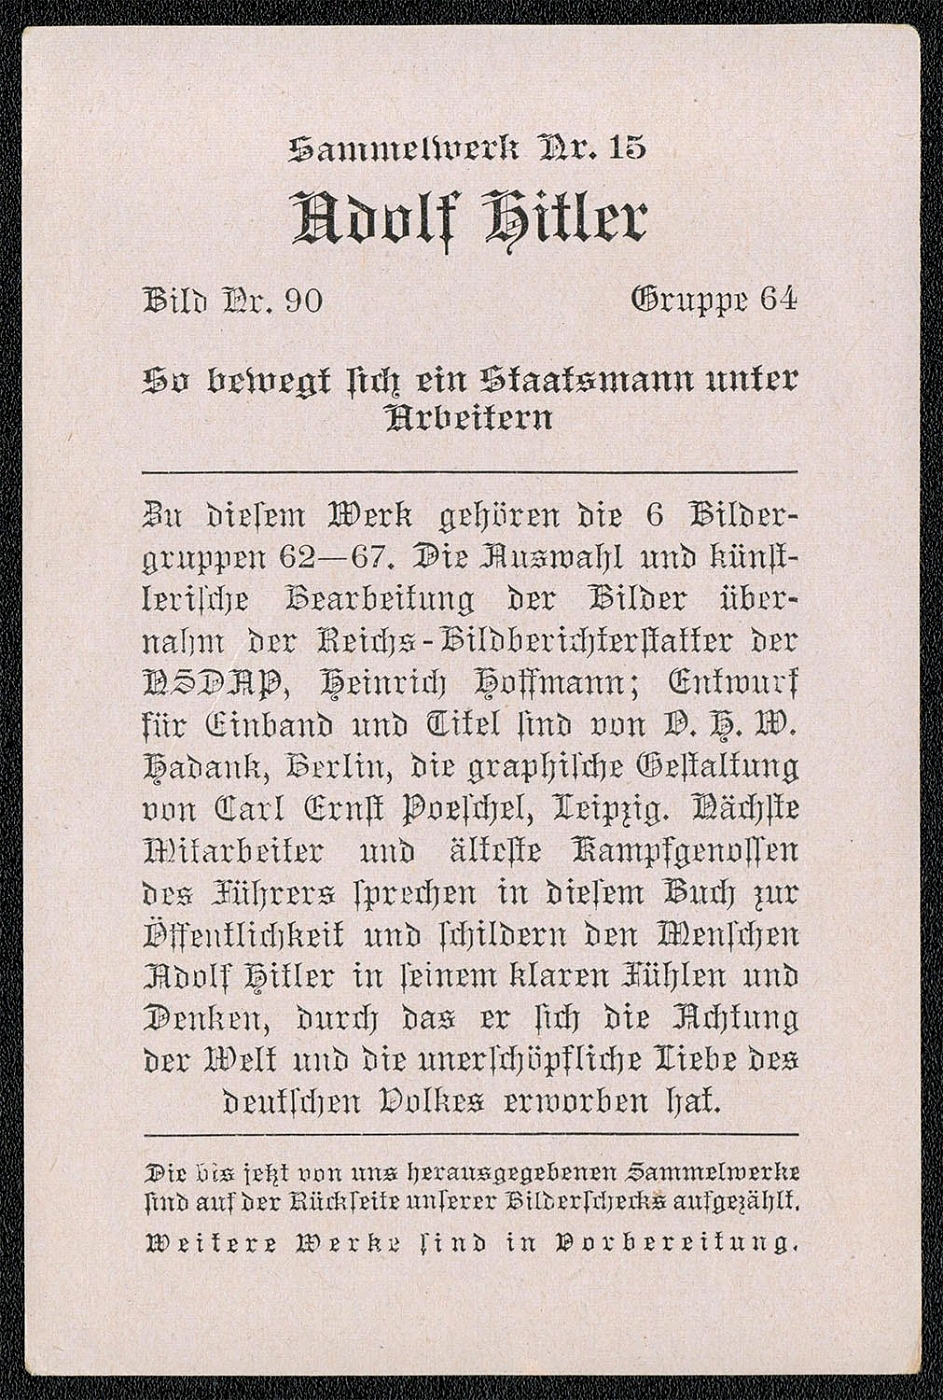 Sammelwerk Nr. 15
Adolf Hitler
Bild Nr. 90 Gruppe 64
So bewegt sich ein Staatsmann unter
Arbeitern
Zu diesem Werk gehören die 6 Bilder-
gruppen 62—67. Die Auswahl und künst-
lerische Bearbeitung der Bilder über-
nahm der Reichs-Bildberichterstatter der
NSDAP, Heinrich Hoffmann; Entwurf
für Einband und Titel sind von O. H. W.
Hadank, Berlin, die graphische Gestaltung
von Carl Ernst Poeschel, Leipzig. Nächste
Mitarbeiter und älteste Kampfgenossen
des Führers sprechen in diesem Buch zur
Öffentlichkeit und schildern den Menschen
Adolf Hitler in seinem klaren Fühlen und
Denken, durch das er sich die Achtung
der Welt und die unerschöpfliche Liebe des
deutschen Volkes erworben hat.
Die bis jetzt von uns herausgegebenen Sammelwerke
sind auf der Rückseite unserer Bilderschecks aufgezählt.
Weitere Werke sind in Vorbereitung.